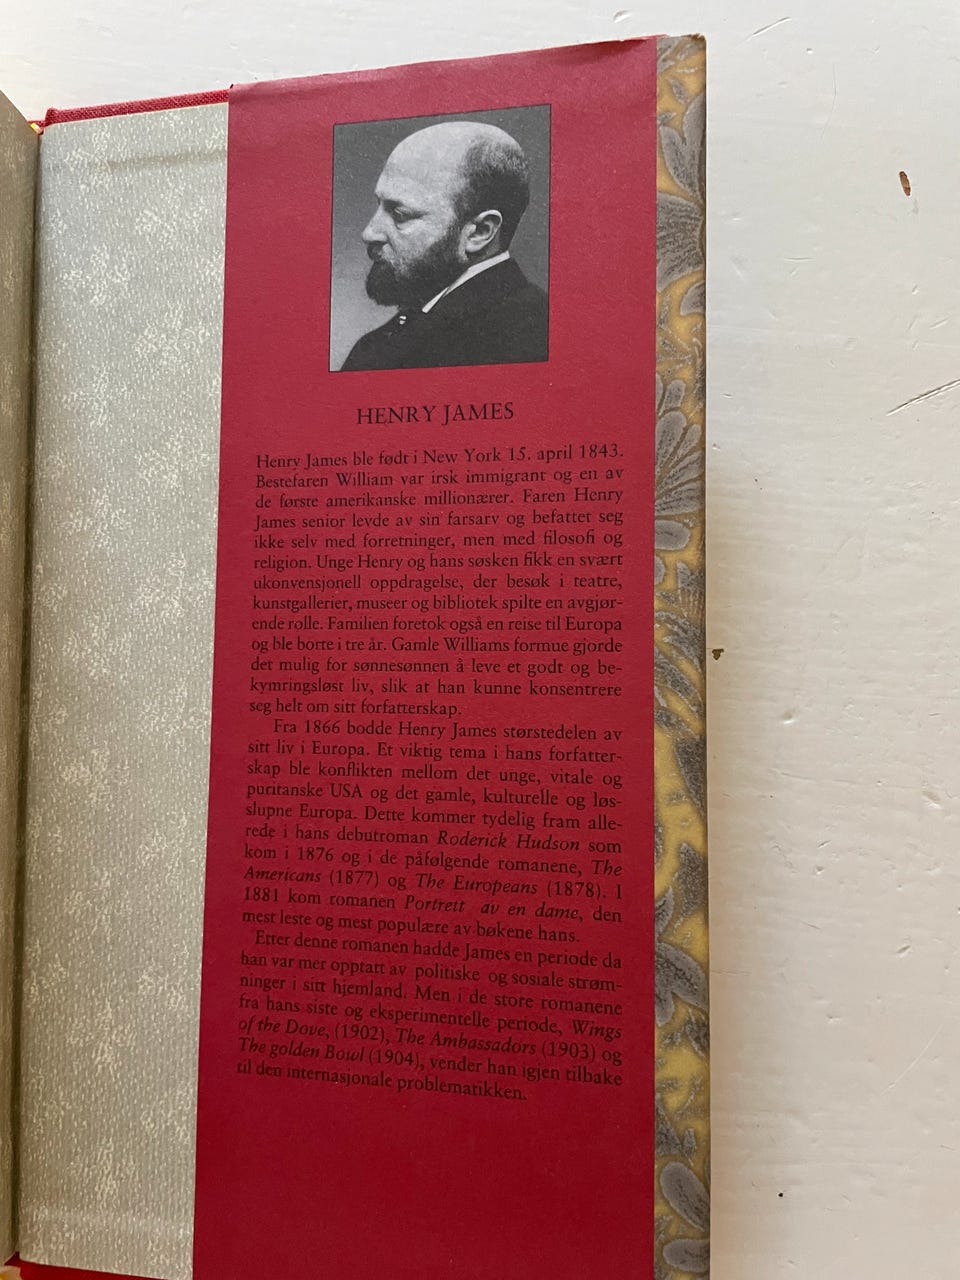 HENRY JAMES
Henry James ble født i New York 15. april 1843.
Bestefaren William var irsk immigrant og en av
de første amerikanske millionærer. Faren Henry
James senior levde av sin farsarv og befattet seg
ikke selv med forretninger, men med filosofi og
religion. Unge Henry og hans søsken fikk en svært
ukonvensjonell oppdragelse, der besøk i teatre,
kunstgallerier, museer og bibliotek spilte en avgjør-
ende rolle. Familien foretok også en reise til Europa
og ble borte i tre år. Gamle Williams formue gjorde
det mulig for sønnesønnen å leve et godt og be-
kymringsløst liv, slik at han kunne konsentrere
seg helt om sitt forfatterskap.
Fra 1866 bodde Henry James størstedelen av
sitt liv i Europa. Et viktig tema i hans forfatter-
skap ble konflikten mellom det unge, vitale og
puritanske USA og det gamle, kulturelle og løs-
slupne Europa. Dette kommer tydelig fram alle-
rede i hans debutroman Roderick Hudson som
kom i 1876 og i de påfølgende romanene, The
Americans (1877) og The Europeans (1878). I
1881 kom romanen Portrett av en dame, den
mest leste og mest populære av bøkene hans.
Etter denne romanen hadde James en periode da
han var mer opptatt av politiske og sosiale strøm-
ninger i sitt hjemland. Men i de store romanene
fra hans siste og eksperimentelle periode, Wings
of the Dove, (1902), The Ambassadors (1903) og
The golden Bowl (1904), vender han igjen tilbake
til den internasjonale problematikken.